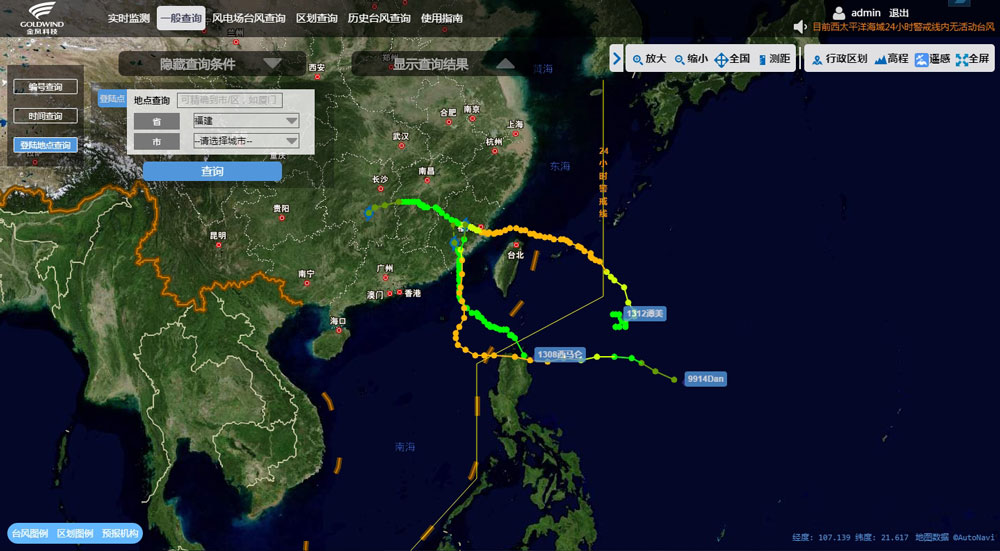 GOLDWIND
金风科技
实时监测 一般查询 风电场台风查询 区划查询 历史台风查询 使用指南
admin 退出
目前西太平洋海域24小时警戒线内无活动台风
隐藏查询条件
显示查询结果
放大 缩小 全国 测距 行政区划 高程 遥感 全屏
编号查询
时间查询
登陆地点查询
登陆点
地点查询 可精确到市/区，如厦门
省 福建
市 --请选择城市--
查询
兰州
西安
合肥
南京
上海
武汉
杭州
重庆
长沙
南昌
贵阳
昆明
台北
南宁
广州
澳门
香港
海口
黄海
东海
南海
24小时警戒线
1312潭美
1308西马仑
9914Dan
台风图例 区划图例 预报机构
经度: 107.139 纬度: 21.617 地图数据 ©AutoNavi